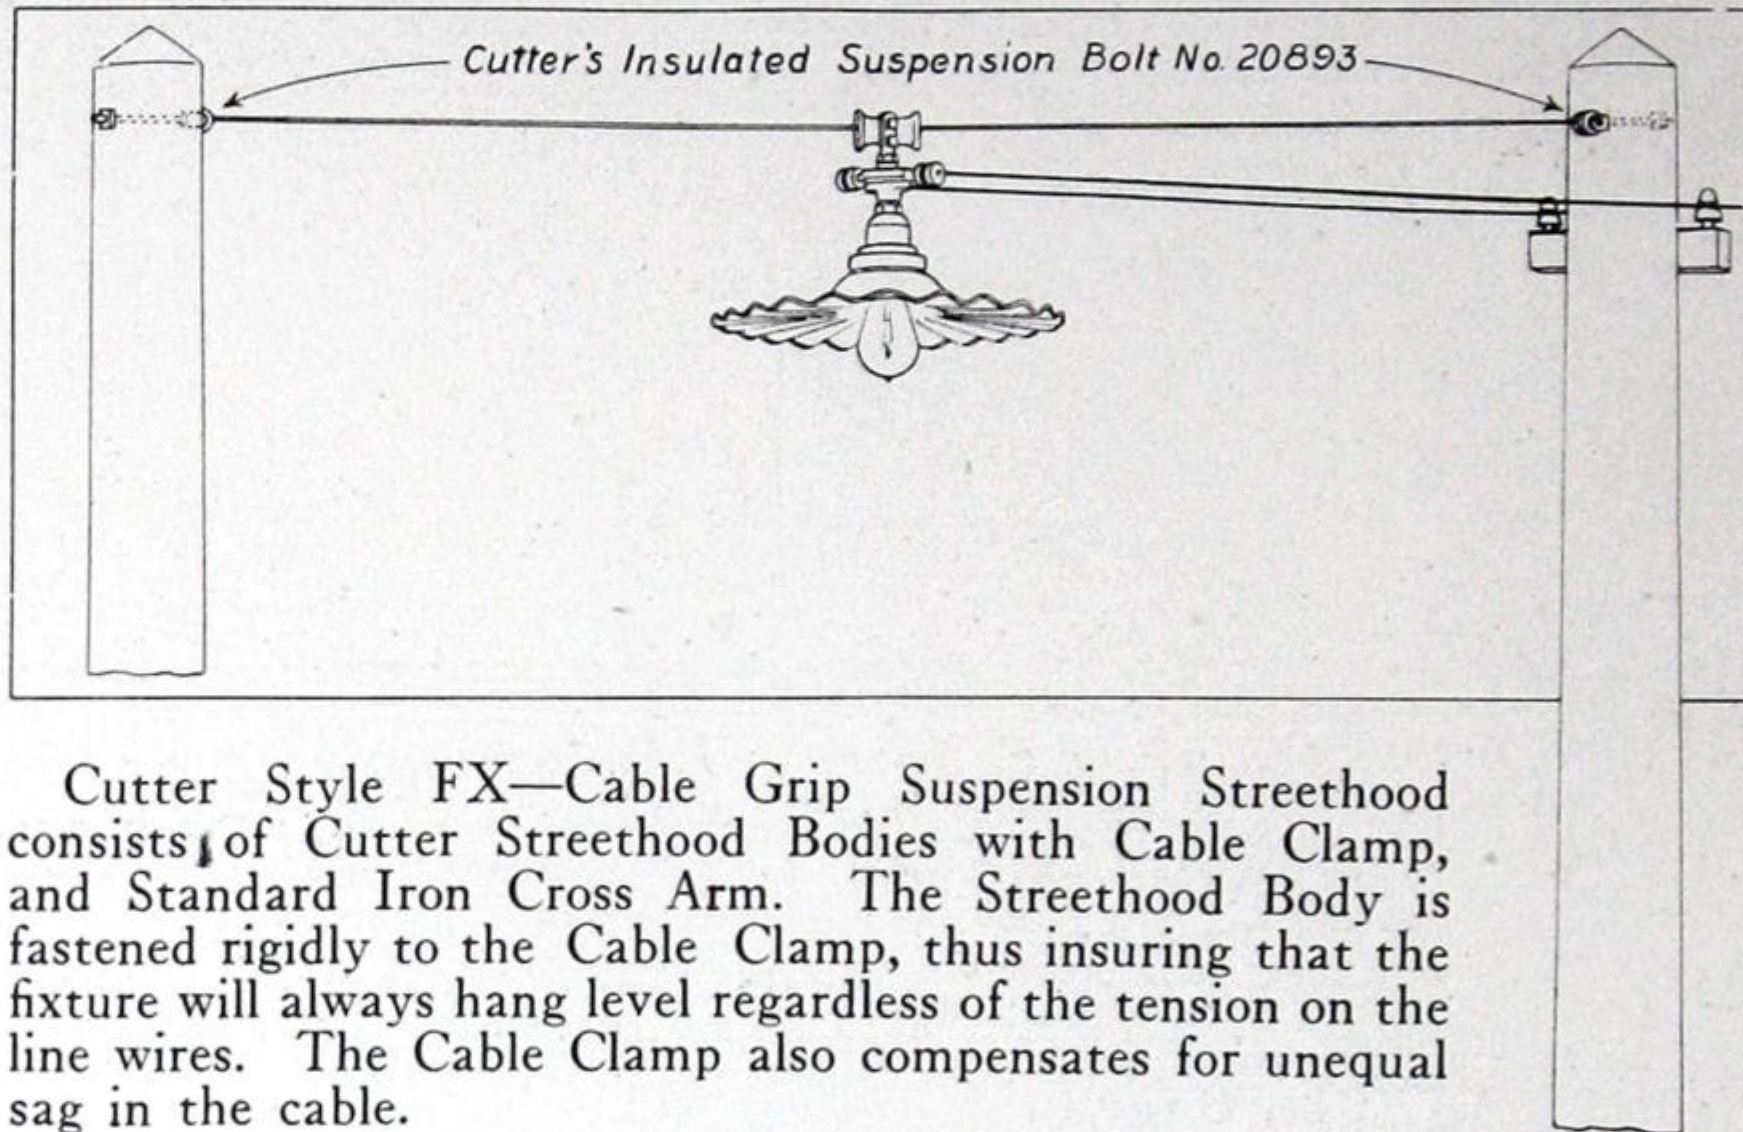 Cutter's Insulated Suspension Bolt No. 20893
Cutter Style FX—Cable Grip Suspension Streethood
consists of Cutter Streethood Bodies with Cable Clamp,
and Standard Iron Cross Arm. The Streethood Body is
fastened rigidly to the Cable Clamp, thus insuring that the
fixture will always hang level regardless of the tension on the
line wires. The Cable Clamp also compensates for unequal
sag in the cable.